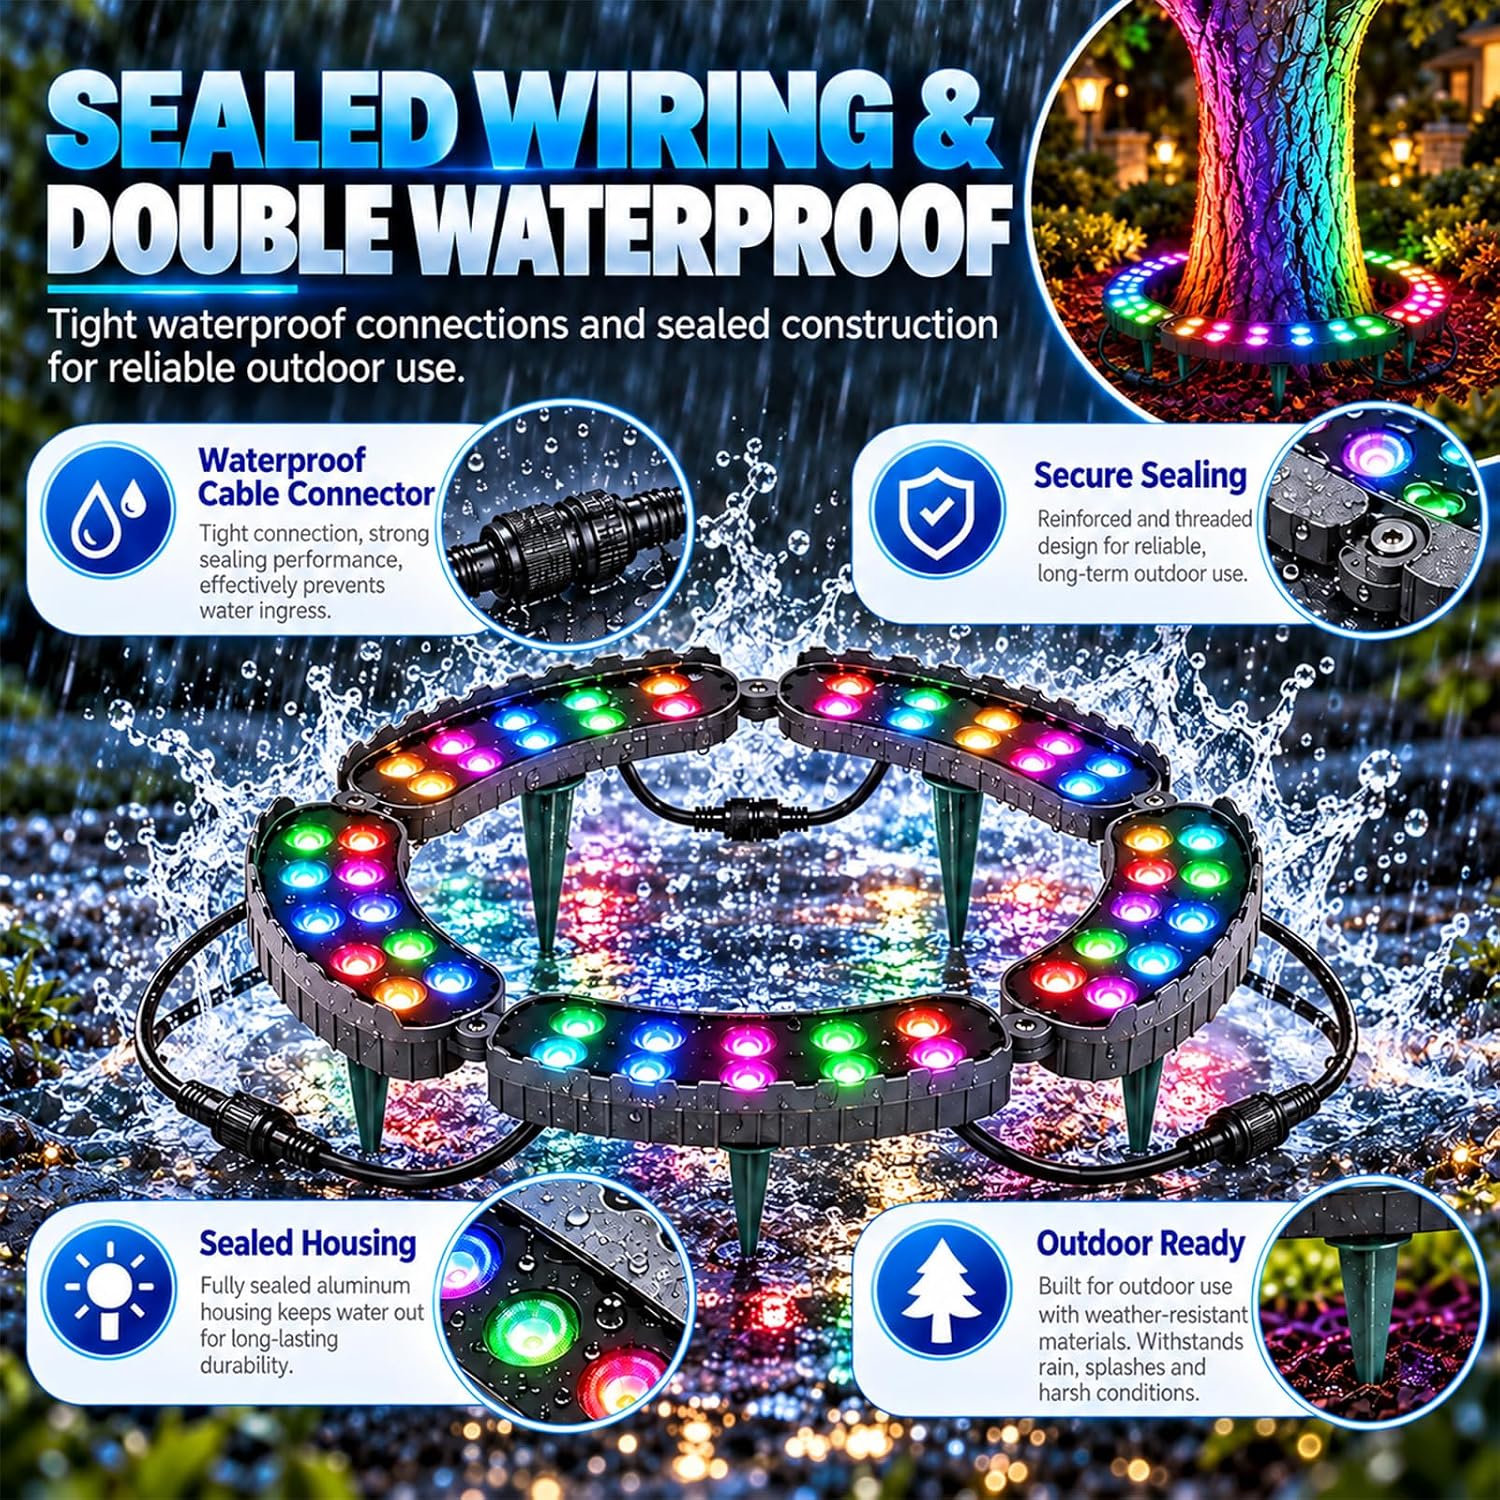 SEALED WIRING &
DOUBLE WATERPROOF
Tight waterproof connections and sealed construction
for reliable outdoor use.
Waterproof
Cable Connector
Tight connection, strong
sealing performance,
effectively prevents
water ingress.
Secure Sealing
Reinforced and threaded
design for reliable,
long-term outdoor use.
Sealed Housing
Fully sealed aluminum
housing keeps water out
for long-lasting
durability.
Outdoor Ready
Built for outdoor use
with weather-resistant
materials. Withstands
rain, splashes and
harsh conditions.